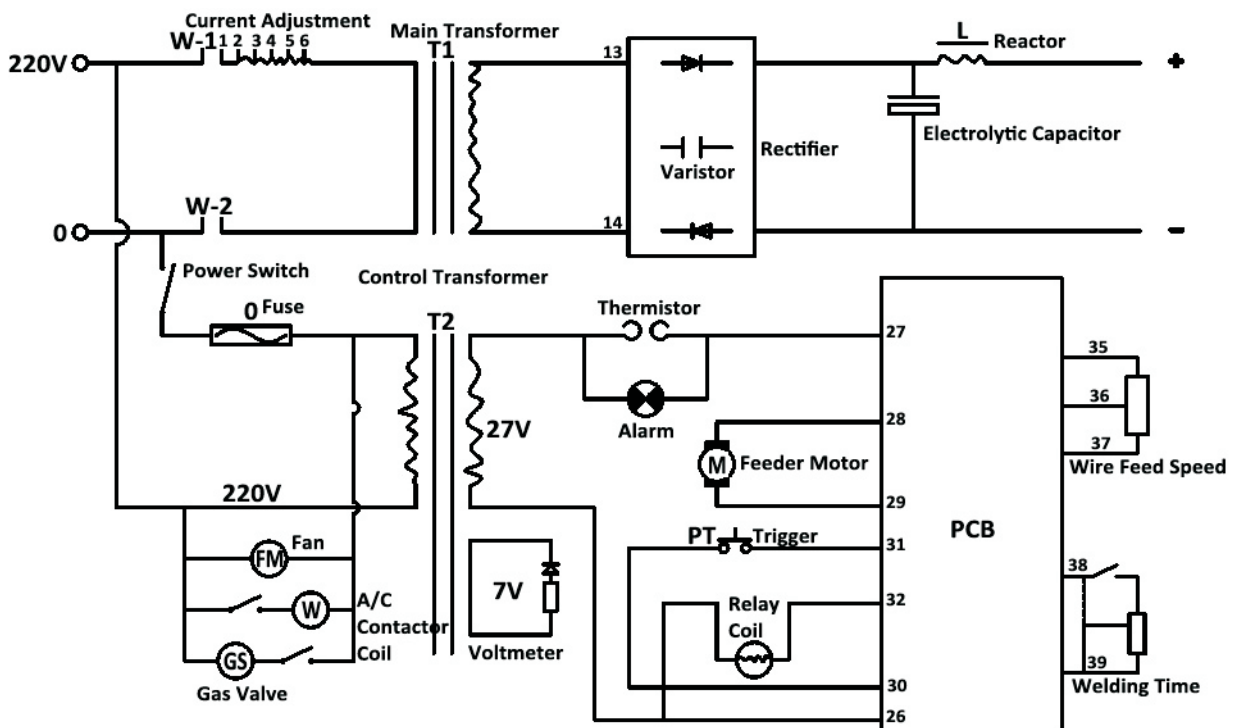 Current Adjustment
W-1
1 2 3 4 5 6
Main Transformer
T1
220V
13
L
Reactor
+
Electrolytic Capacitor
Rectifier
Varistor
W-2
0
14
-
Power Switch
Control Transformer
0 Fuse
T2
Thermistor
27
35
27V
Alarm
28
36
M
Feeder Motor
37
Wire Feed Speed
220V
29
PCB
Fan
FM
PT
Trigger
31
38
7V
W
A/C
Contactor
Coil
Relay
Coil
32
GS
Gas Valve
Voltmeter
39
Welding Time
30
26